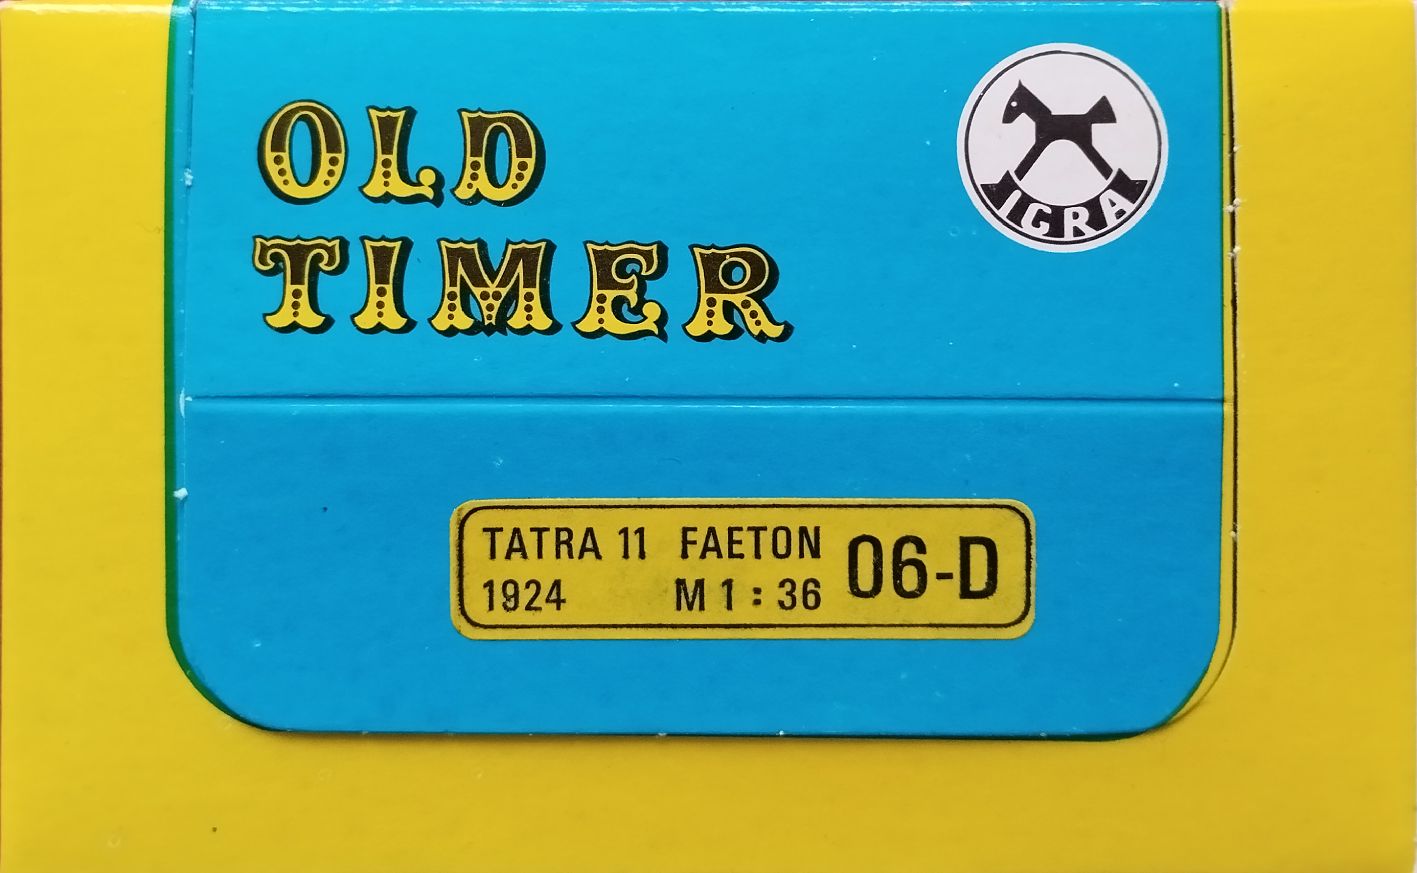 OLD
TIMER
IGRA
TATRA 11 FAETON
1924 M 1 : 36
06-D